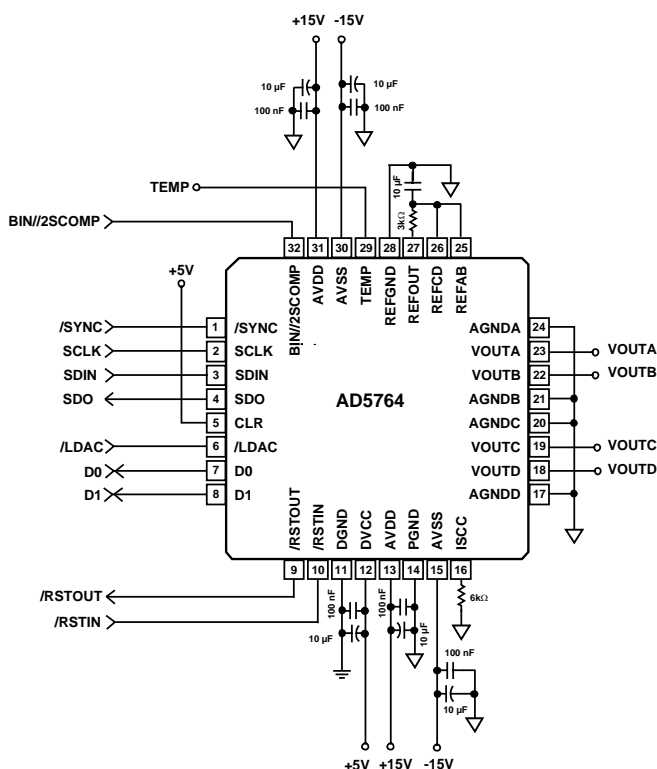 +15V -15V
10 µF
100 nF
10 µF
100 nF
TEMP
10 µF
3kΩ
BIN//2SCOMP
+5V
32 31 30 29 28 27 26 25
BIN//2SCOMP
AVDD
AVSS
TEMP
REFGND
REFOUT
REFCD
REFAB
/SYNC 1 /SYNC
SCLK 2 SCLK
SDIN 3 SDIN
SDO 4 SDO
5 CLR
/LDAC 6 /LDAC
D0 7 D0
D1 8 D1
AD5764
AGNDA 24
VOUTA 23 VOUTA
VOUTB 22 VOUTB
AGNDB 21
AGNDC 20
VOUTC 19 VOUTC
VOUTD 18 VOUTD
AGNDD 17
/RSTOUT
/RSTIN
DGND
DVCC
AVDD
PGND
AVSS
ISCC
9 10 11 12 13 14 15 16
/RSTOUT
/RSTIN
100 nF
10 µF
100 nF
10 µF
6kΩ
100 nF
10 µF
+5V +15V -15V